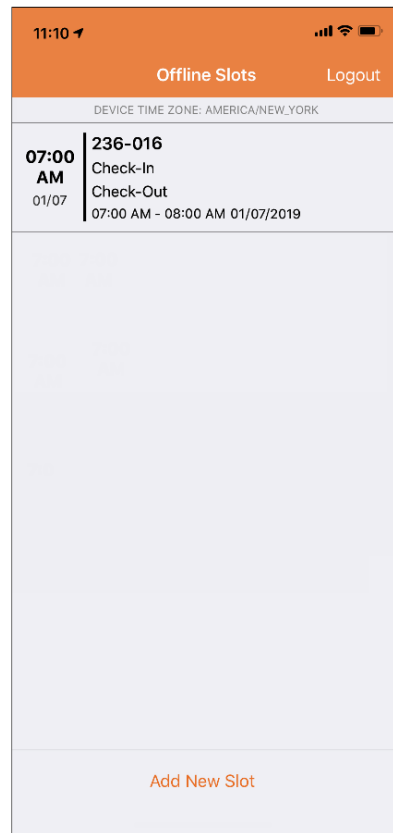 11:10
Offline Slots
Logout
DEVICE TIME ZONE: AMERICA/NEW_YORK
07:00
AM
01/07
236-016
Check-In
Check-Out
07:00 AM - 08:00 AM 01/07/2019
Add New Slot